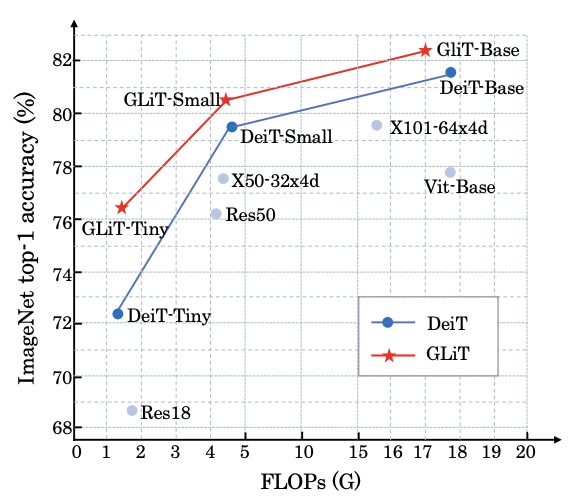 82
80
78
76
74
72
70
68
ImageNet top-1 accuracy (%)
GliT-Base
DeiT-Base
GLiT-Small
DeiT-Small
X101-64x4d
X50-32x4d
Vit-Base
Res50
GLiT-Tiny
DeiT-Tiny
Res18
DeiT
GLiT
0 1 2 3 4 5 10 15 16 17 18 19 20
FLOPs (G)